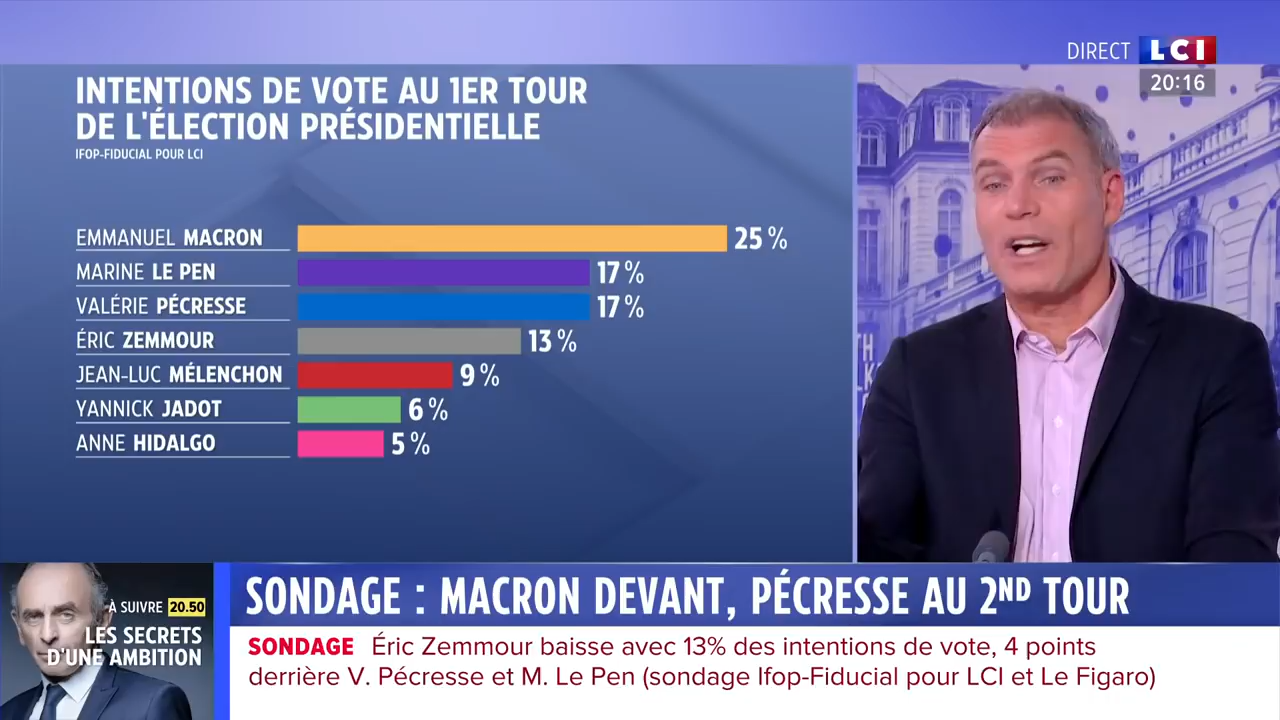 DIRECT LCI
20:16
INTENTIONS DE VOTE AU 1ER TOUR
DE L'ÉLECTION PRÉSIDENTIELLE
IFOP-FIDUCIAL POUR LCI
EMMANUEL MACRON 25 %
MARINE LE PEN 17 %
VALÉRIE PÉCRESSE 17 %
ÉRIC ZEMMOUR 13 %
JEAN-LUC MÉLENCHON 9 %
YANNICK JADOT 6 %
ANNE HIDALGO 5 %
À SUIVRE 20.50
LES SECRETS
D'UNE AMBITION
SONDAGE : MACRON DEVANT, PÉCRESSE AU 2ND TOUR
SONDAGE Éric Zemmour baisse avec 13% des intentions de vote, 4 points
derrière V. Pécresse et M. Le Pen (sondage Ifop-Fiducial pour LCI et Le Figaro)